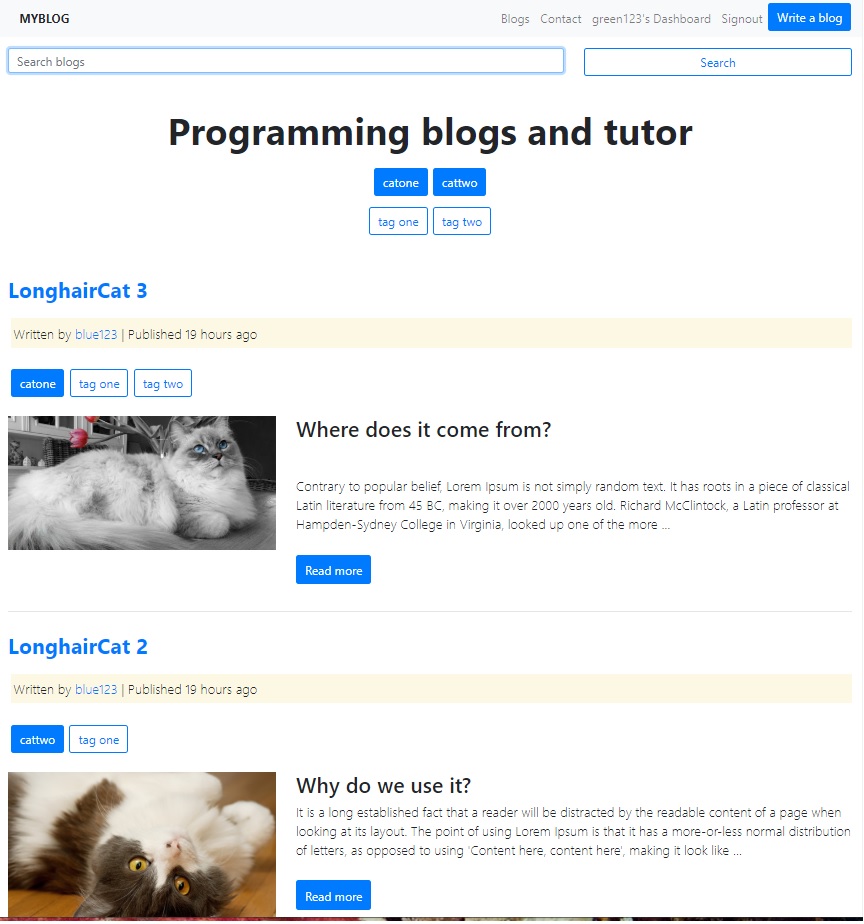 MYBLOG Blogs Contact green123's Dashboard Signout Write a blog
Search blogs Search
Programming blogs and tutor
catone cattwo
tag one tag two
LonghairCat 3
Written by blue123 | Published 19 hours ago
catone tag one tag two
Where does it come from?
Contrary to popular belief, Lorem Ipsum is not simply random text. It has roots in a piece of classical
Latin literature from 45 BC, making it over 2000 years old. Richard McClintock, a Latin professor at
Hampden-Sydney College in Virginia, looked up one of the more ...
Read more
LonghairCat 2
Written by blue123 | Published 19 hours ago
cattwo tag one
Why do we use it?
It is a long established fact that a reader will be distracted by the readable content of a page when
looking at its layout. The point of using Lorem Ipsum is that it has a more-or-less normal distribution
of letters, as opposed to using 'Content here, content here', making it look like ...
Read more